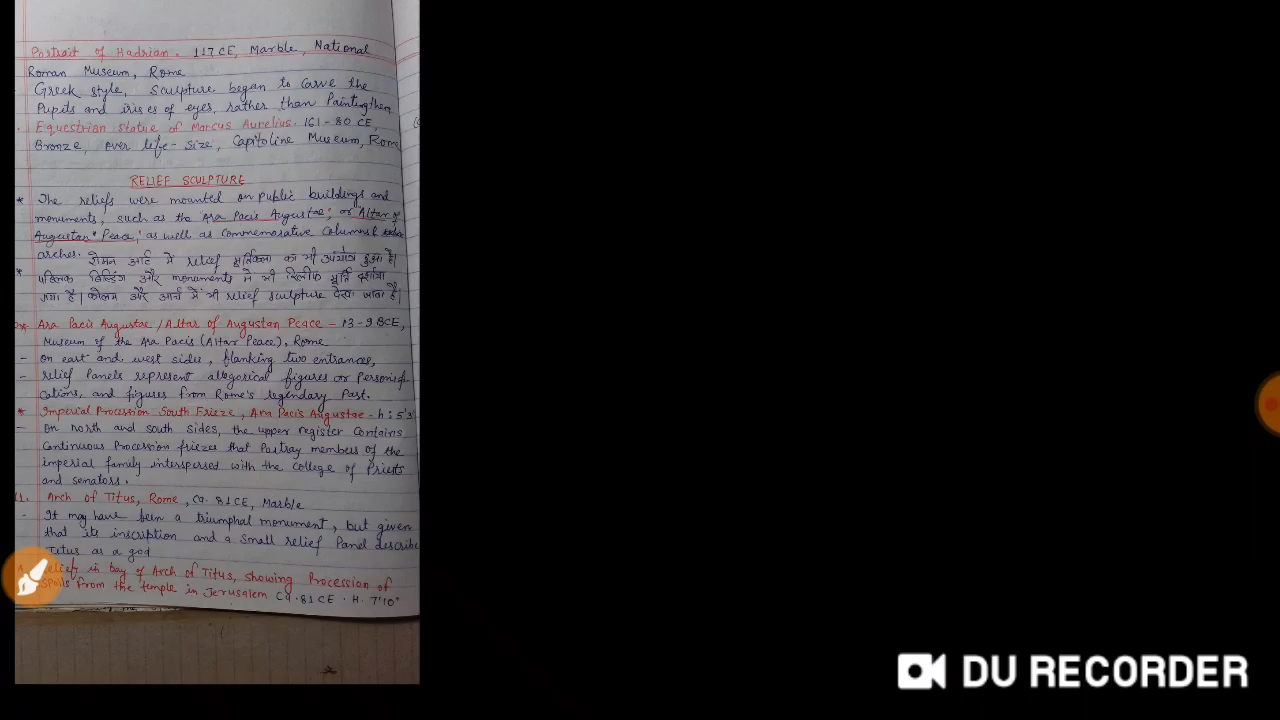 Portrait of Hadrian. 117 CE, Marble, National
Roman Museum, Rome
Greek style, sculpture began to carve the
Pupils and irises of eyes, rather than Painting them
Equestrian statue of Marcus Aurelius. 161-80 CE,
Bronze, over life-size, Capitoline Museum, Rome
RELIEF SCULPTURE
* The reliefs were mounted on public buildings and
monuments, such as the Ara Pacis Augustae, or Altar of
Augustan Peace, as well as commemorative columns
arches. रोमन आर्ट में relief मूर्तिकला का भी उपयोग हुआ है।
* पब्लिक बिल्डिंग और monuments में भी रिलीफ मूर्ति दर्शाया
गया है। कोलम और आर्च में भी relief sculpture देखा जाता है।
* Ara Pacis Augustae/Altar of Augustan Peace - 13-9 BCE,
Museum of the Ara Pacis (Altar Peace), Rome
- On east and west sides, flanking two entrances,
- relief Panels represent allogorical figures or Personifi-
cations, and figures from Rome's legendary Past.
* Imperial Procession South Frieze, Ara Pacis Augustae - h: 5'2
- On north and south sides, the upper register contains
continuous Procession friezes that Portray members of the
imperial family interspersed with the college of Priests
and senators.
Arch of Titus, Rome, ca. 81 CE, Marble
- It may have been a triumphal monument, but given
that its inscription and a small relief Panel describe
Titus as a god
Reliefs in bay of Arch of Titus, showing Procession of
spoils from the temple in Jerusalem ca. 81 CE. H. 7'10"
DU RECORDER